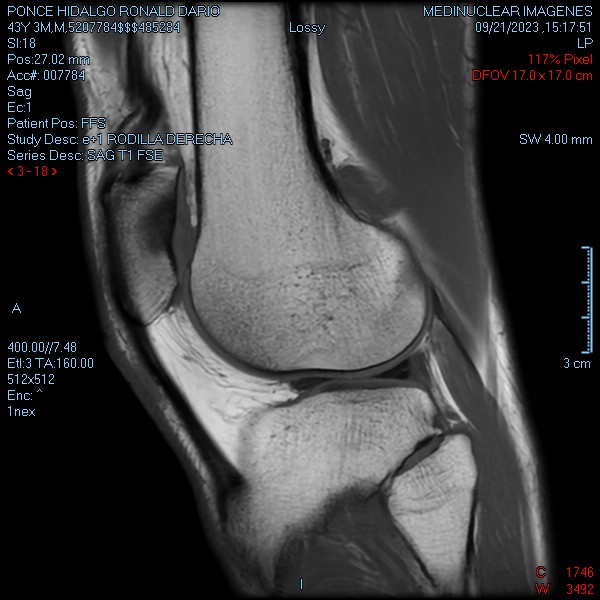 PONCE HIDALGO RONALD DARIO
43Y 3M,M,5207784$$$485284
Sl:18
Pos:27.02 mm
Acc#: 007784
Sag
Ec:1
Patient Pos: FFS
Study Desc: e+1 RODILLA DERECHA
Series Desc: SAG T1 FSE
< 3 - 18 >
Lossy
MEDINUCLEAR IMAGENES
09/21/2023 ,15:17:51
LP
117% Pixel
DFOV 17.0 x 17.0 cm
SW 4.00 mm
A
400.00//7.48
Etl:3 TA:160.00
512x512
Enc: ^
1nex
3 cm
I
C 1746
W 3492